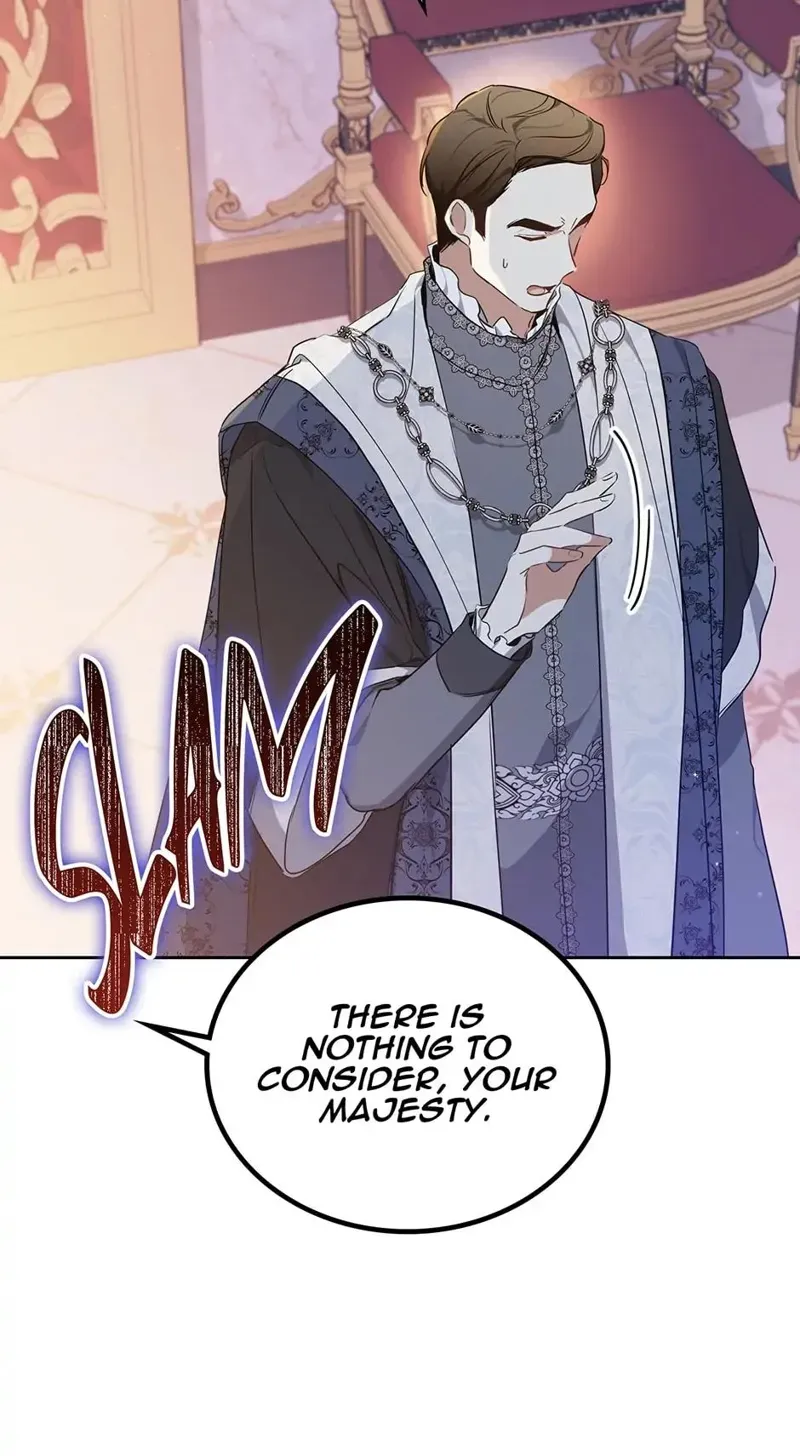 SLAM
THERE IS
NOTHING TO
CONSIDER, YOUR
MAJESTY.